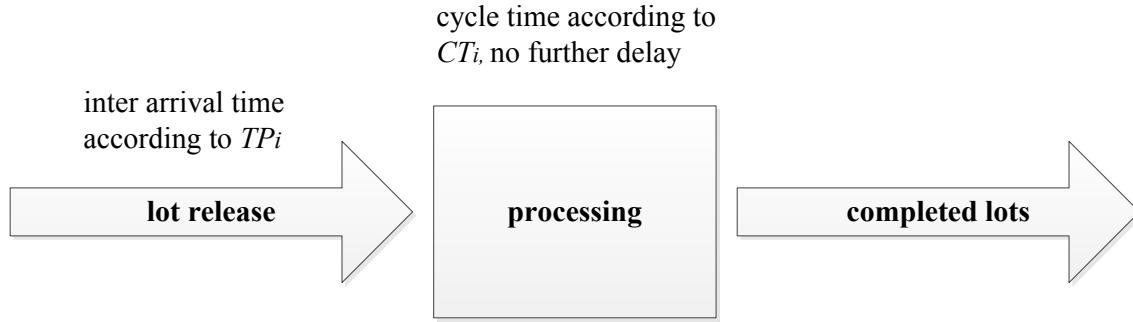 cycle time according to
CTi, no further delay
inter arrival time
according to TPi
lot release
processing
completed lots